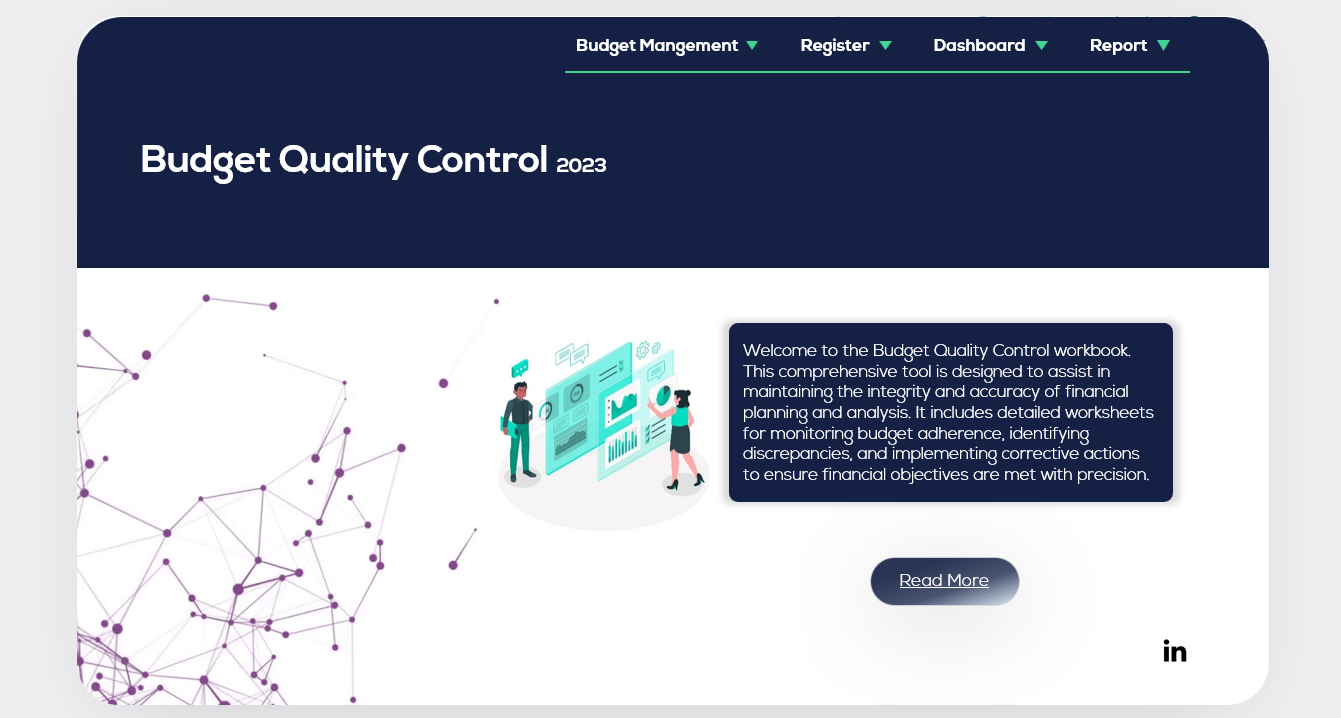 Budget Mangement Register Dashboard Report
Budget Quality Control 2023
Welcome to the Budget Quality Control workbook.
This comprehensive tool is designed to assist in
maintaining the integrity and accuracy of financial
planning and analysis. It includes detailed worksheets
for monitoring budget adherence, identifying
discrepancies, and implementing corrective actions
to ensure financial objectives are met with precision.
Read More
in